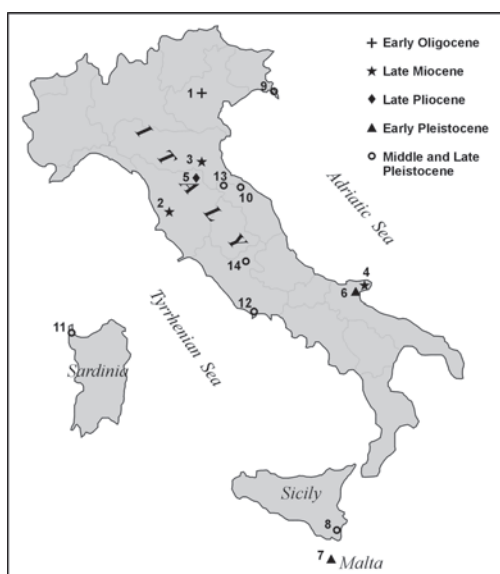 Early Oligocene
Late Miocene
Late Pliocene
Early Pleistocene
Middle and Late
Pleistocene
1
9
3
5
13
10
2
14
4
6
12
11
8
7
ITALY
Adriatic Sea
Tyrrhenian Sea
Sardinia
Sicily
Malta